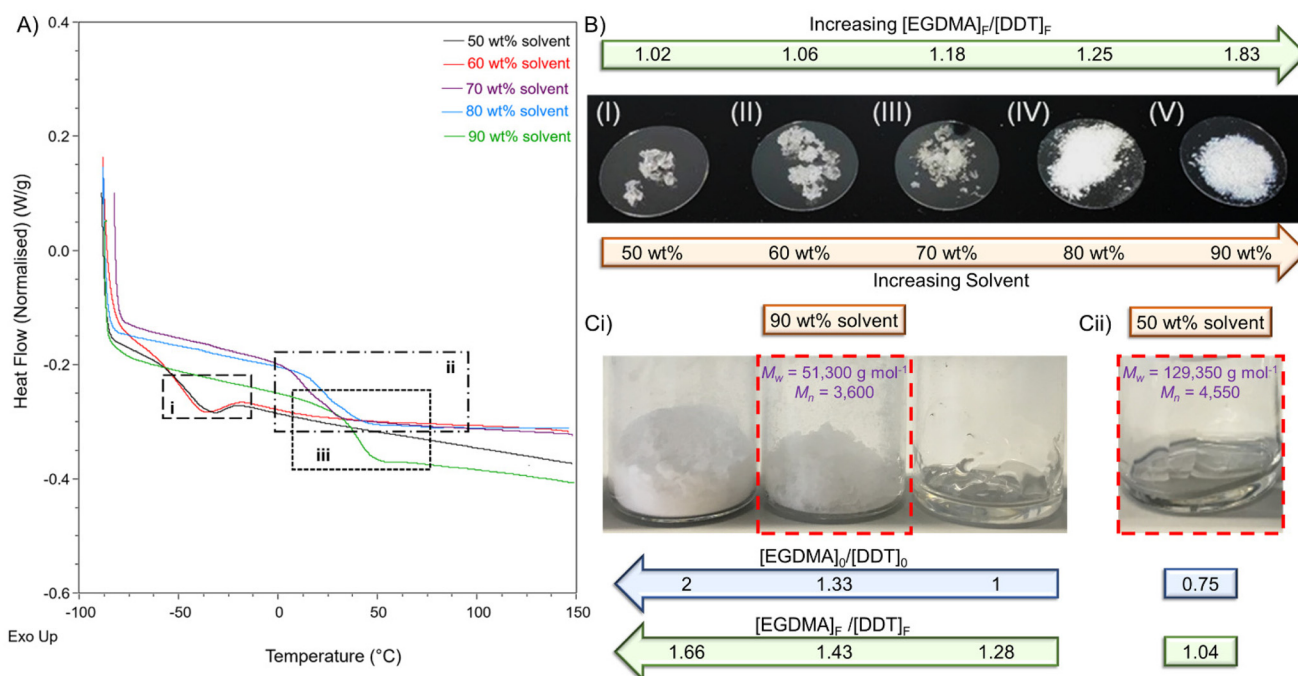 A)
0.4
0.2
0.0
-0.2
-0.4
-0.6
Heat Flow (Normalised) (W/g)
50 wt% solvent
60 wt% solvent
70 wt% solvent
80 wt% solvent
90 wt% solvent
i
ii
iii
-100 -50 0 50 100 150
Exo Up
Temperature (°C)
B)
Increasing [EGDMA]F/[DDT]F
1.02 1.06 1.18 1.25 1.83
(I) (II) (III) (IV) (V)
50 wt% 60 wt% 70 wt% 80 wt% 90 wt%
Increasing Solvent
Ci)
90 wt% solvent
Mw = 51,300 g mol-1
Mn = 3,600
[EGDMA]0/[DDT]0
2 1.33 1
[EGDMA]F /[DDT]F
1.66 1.43 1.28
Cii)
50 wt% solvent
Mw = 129,350 g mol-1
Mn = 4,550
0.75
1.04